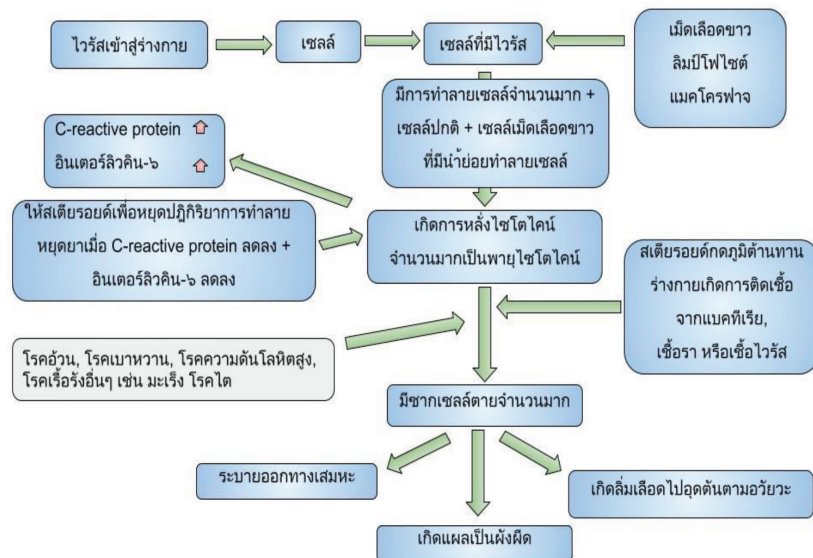 ไวรัสเข้าสู่ร่างกาย
เซลล์
เซลล์ที่มีไวรัส
เม็ดเลือดขาว
ลิมป์โฟไซต์
แมคโครฟาจ
มีการทำลายเซลล์จำนวนมาก +
เซลล์ปกติ + เซลล์เม็ดเลือดขาว
ที่มีน้ำย่อยทำลายเซลล์
C-reactive protein
อินเตอร์ลิวคิน-๖
ให้สเตียรอยด์เพื่อหยุดปฏิกิริยาการทำลาย
หยุดยาเมื่อ C-reactive protein ลดลง +
อินเตอร์ลิวคิน-๖ ลดลง
เกิดการหลั่งไซโตไคน์
จำนวนมากเป็นพายุไซโตไคน์
สเตียรอยด์กดภูมิต้านทาน
ร่างกายเกิดการติดเชื้อ
จากแบคทีเรีย,
เชื้อรา หรือเชื้อไวรัส
โรคอ้วน, โรคเบาหวาน, โรคความดันโลหิตสูง,
โรคเรื้อรังอื่นๆ เช่น มะเร็ง โรคไต
มีซากเซลล์ตายจำนวนมาก
ระบายออกทางเสมหะ
เกิดแผลเป็นผังผืด
เกิดลิ่มเลือดไปอุดตันตามอวัยวะ